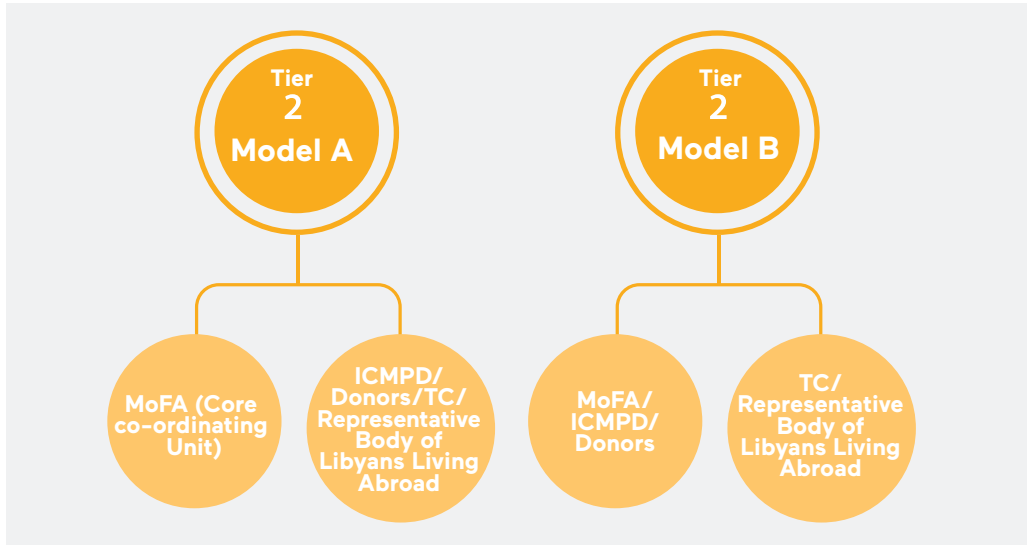 Tier
2
Model A
Tier
2
Model B
MoFA (Core
co-ordinating
Unit)
ICMPD/
Donors/TC/
Representative
Body of
Libyans Living
Abroad
MoFA/
ICMPD/
Donors
TC/
Representative
Body of
Libyans Living
Abroad